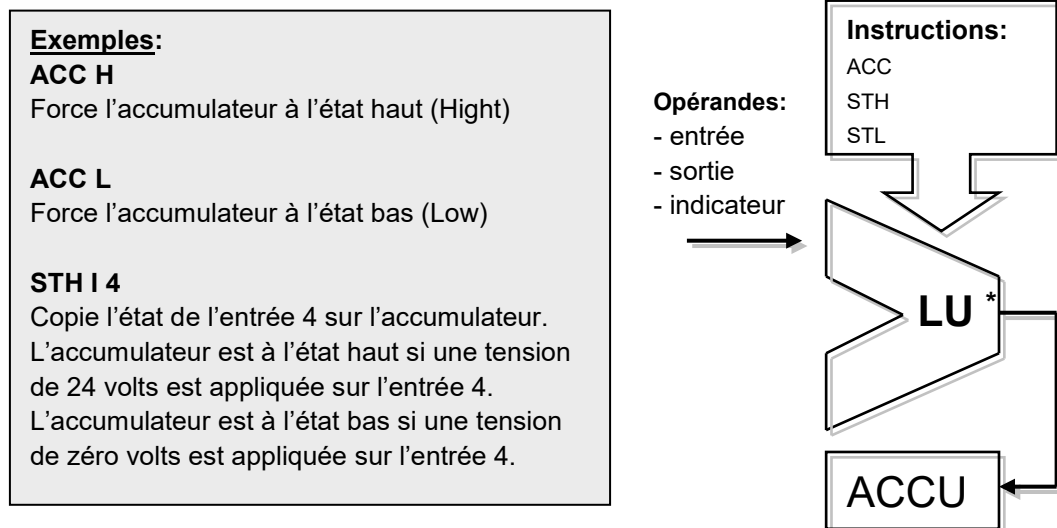 Exemples:
ACC H
Force l'accumulateur à l'état haut (Hight)
ACC L
Force l'accumulateur à l'état bas (Low)
STH I 4
Copie l'état de l'entrée 4 sur l'accumulateur.
L'accumulateur est à l'état haut si une tension
de 24 volts est appliquée sur l'entrée 4.
L'accumulateur est à l'état bas si une tension
de zéro volts est appliquée sur l'entrée 4.
Opérandes:
- entrée
- sortie
- indicateur
Instructions:
ACC
STH
STL
LU *
ACCU